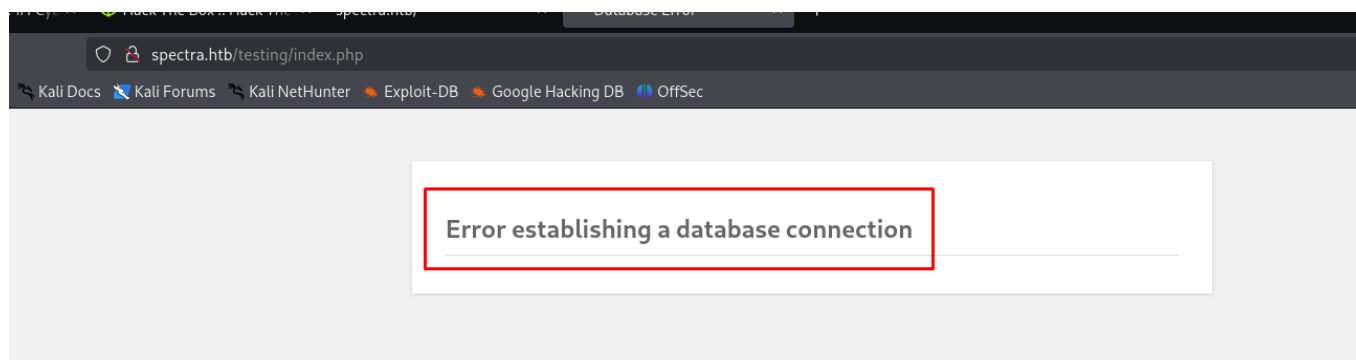 Hack The Box :: Hack The
spectra.htb/
Database Error
spectra.htb/testing/index.php
Kali Docs Kali Forums Kali NetHunter Exploit-DB Google Hacking DB OffSec
Error establishing a database connection